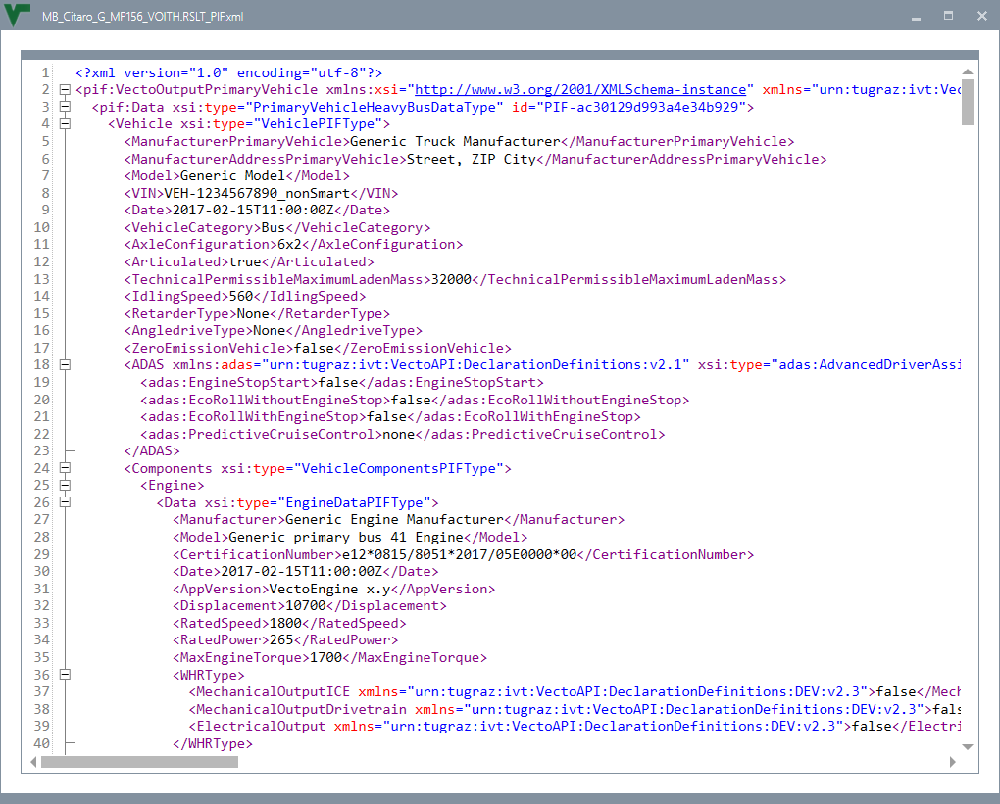 MB_Citaro_G_MP156_VOITH.RSLT_PIF.xml
1 <?xml version="1.0" encoding="utf-8"?>
2 <pif:VectoOutputPrimaryVehicle xmlns:xsi="http://www.w3.org/2001/XMLSchema-instance" xmlns="urn:tugraz:ivt:Vec
3 <pif:Data xsi:type="PrimaryVehicleHeavyBusDataType" id="PIF-ac30129d993a4e34b929">
4 <Vehicle xsi:type="VehiclePIFType">
5 <ManufacturerPrimaryVehicle>Generic Truck Manufacturer</ManufacturerPrimaryVehicle>
6 <ManufacturerAddressPrimaryVehicle>Street, ZIP City</ManufacturerAddressPrimaryVehicle>
7 <Model>Generic Model</Model>
8 <VIN>VEH-1234567890_nonSmart</VIN>
9 <Date>2017-02-15T11:00:00Z</Date>
10 <VehicleCategory>Bus</VehicleCategory>
11 <AxleConfiguration>6x2</AxleConfiguration>
12 <Articulated>true</Articulated>
13 <TechnicalPermissibleMaximumLadenMass>32000</TechnicalPermissibleMaximumLadenMass>
14 <IdlingSpeed>560</IdlingSpeed>
15 <RetarderType>None</RetarderType>
16 <AngledriveType>None</AngledriveType>
17 <ZeroEmissionVehicle>false</ZeroEmissionVehicle>
18 <ADAS xmlns:adas="urn:tugraz:ivt:VectoAPI:DeclarationDefinitions:v2.1" xsi:type="adas:AdvancedDriverAssi
19 <adas:EngineStopStart>false</adas:EngineStopStart>
20 <adas:EcoRollWithoutEngineStop>false</adas:EcoRollWithoutEngineStop>
21 <adas:EcoRollWithEngineStop>false</adas:EcoRollWithEngineStop>
22 <adas:PredictiveCruiseControl>none</adas:PredictiveCruiseControl>
23 </ADAS>
24 <Components xsi:type="VehicleComponentsPIFType">
25 <Engine>
26 <Data xsi:type="EngineDataPIFType">
27 <Manufacturer>Generic Engine Manufacturer</Manufacturer>
28 <Model>Generic primary bus 41 Engine</Model>
29 <CertificationNumber>e12*0815/8051*2017/05E0000*00</CertificationNumber>
30 <Date>2017-02-15T11:00:00Z</Date>
31 <AppVersion>VectoEngine x.y</AppVersion>
32 <Displacement>10700</Displacement>
33 <RatedSpeed>1800</RatedSpeed>
34 <RatedPower>265</RatedPower>
35 <MaxEngineTorque>1700</MaxEngineTorque>
36 <WHRType>
37 <MechanicalOutputICE xmlns="urn:tugraz:ivt:VectoAPI:DeclarationDefinitions:DEV:v2.3">false</Mech
38 <MechanicalOutputDrivetrain xmlns="urn:tugraz:ivt:VectoAPI:DeclarationDefinitions:DEV:v2.3">fals
39 <ElectricalOutput xmlns="urn:tugraz:ivt:VectoAPI:DeclarationDefinitions:DEV:v2.3">false</Electri
40 </WHRType>